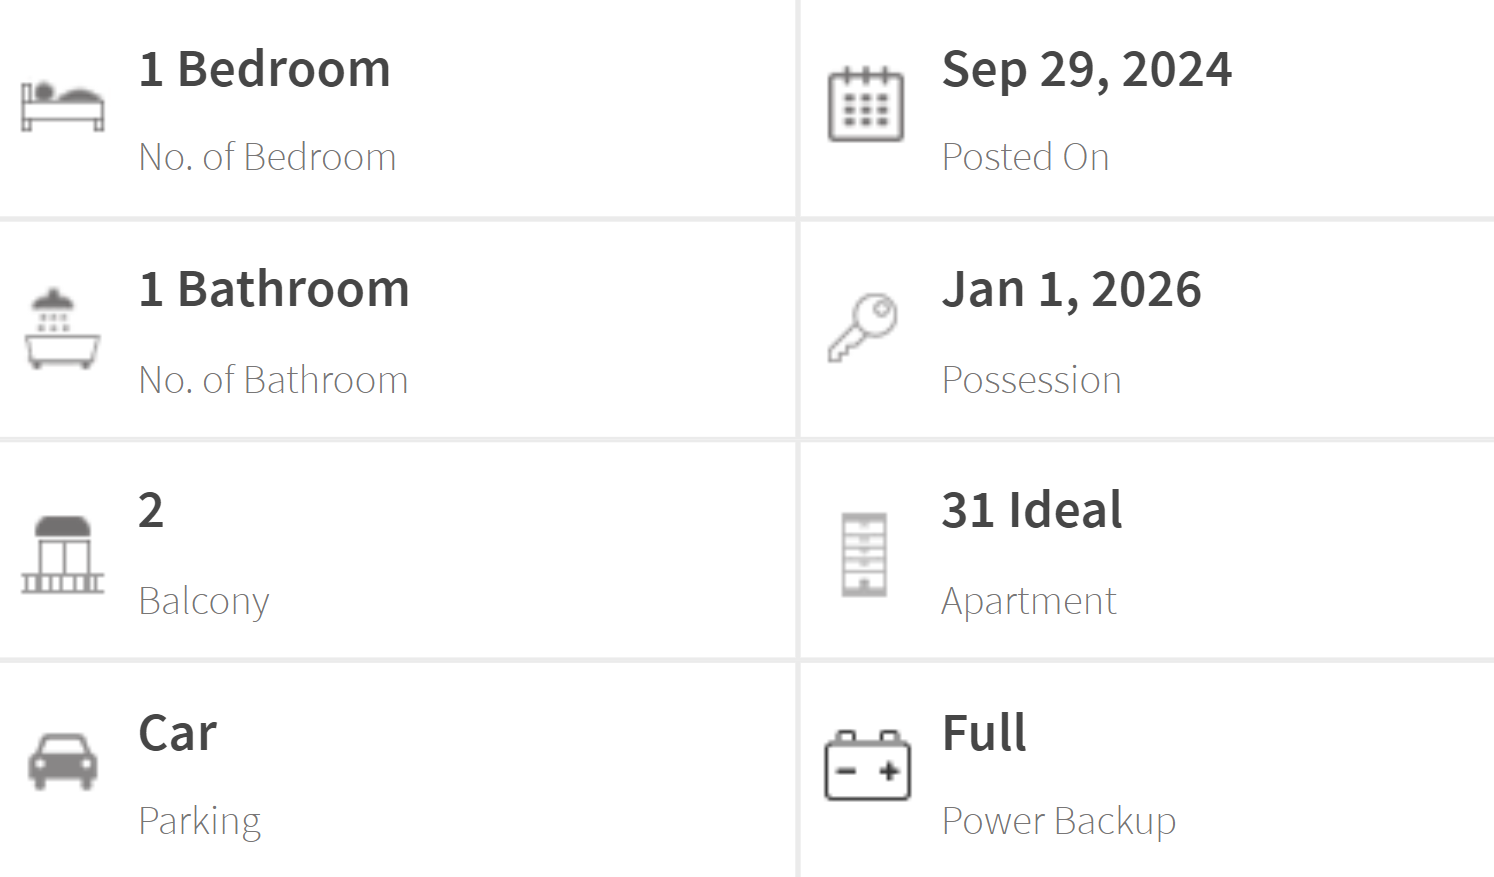 1 Bedroom
No. of Bedroom
Sep 29, 2024
Posted On
1 Bathroom
No. of Bathroom
Jan 1, 2026
Possession
2
Balcony
31 Ideal
Apartment
Car
Parking
Full
Power Backup